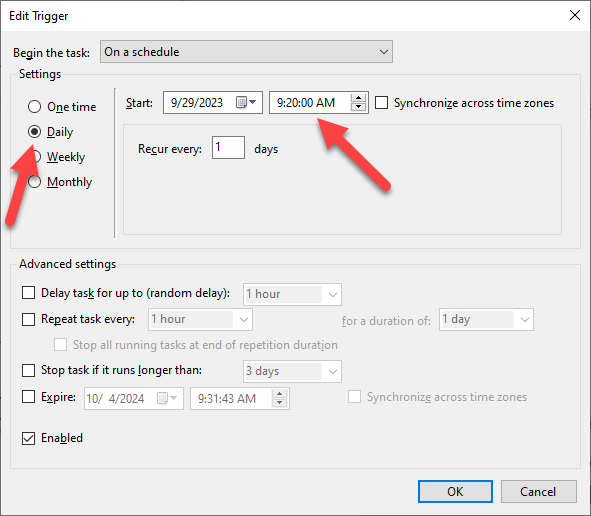 Edit Trigger
Begin the task: On a schedule
Settings
One time
Daily
Weekly
Monthly
Start: 9/29/2023 9:20:00 AM Synchronize across time zones
Recur every: 1 days
Advanced settings
Delay task for up to (random delay): 1 hour
Repeat task every: 1 hour for a duration of: 1 day
Stop all running tasks at end of repetition duration
Stop task if it runs longer than: 3 days
Expire: 10/ 4/2024 9:31:43 AM Synchronize across time zones
Enabled
OK Cancel